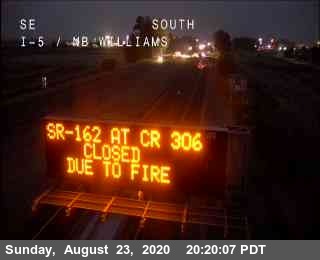 SE SOUTH
I-5 / NB WILLIAMS
SR-162 AT CR 306
CLOSED
DUE TO FIRE
Sunday, August 23, 2020 20:20:07 PDT